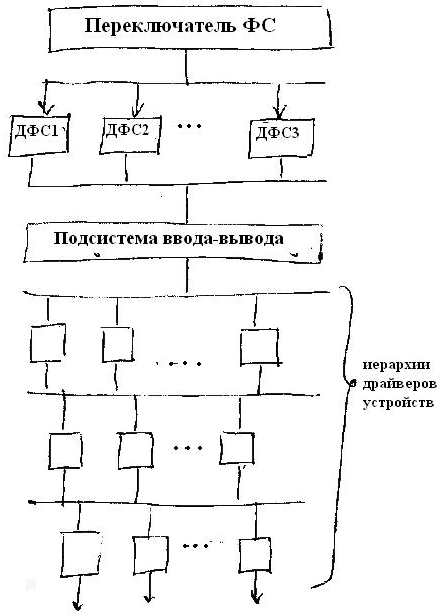 Переключатель ФС
ДФС1 ДФС2 ... ДФС3
Подсистема ввода-вывода
....
иерархии
драйверов
устройств
...
...